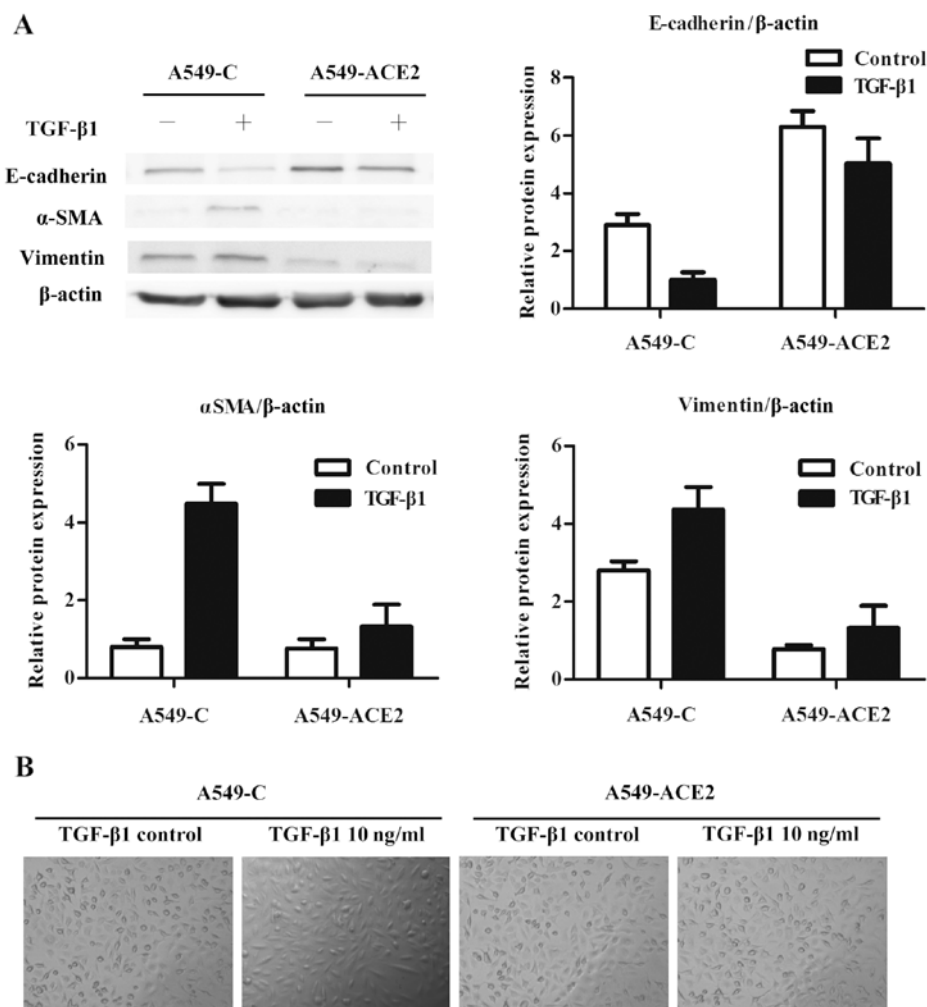 A
A549-C A549-ACE2
TGF-β1 – + – +
E-cadherin
α-SMA
Vimentin
β-actin
E-cadherin/β-actin
Control
TGF-β1
Relative protein expression
8
6
4
2
0
A549-C A549-ACE2
αSMA/β-actin
Control
TGF-β1
Relative protein expression
6
4
2
0
A549-C A549-ACE2
Vimentin/β-actin
Control
TGF-β1
Relative protein expression
6
4
2
0
A549-C A549-ACE2
B
A549-C A549-ACE2
TGF-β1 control TGF-β1 10 ng/ml TGF-β1 control TGF-β1 10 ng/ml